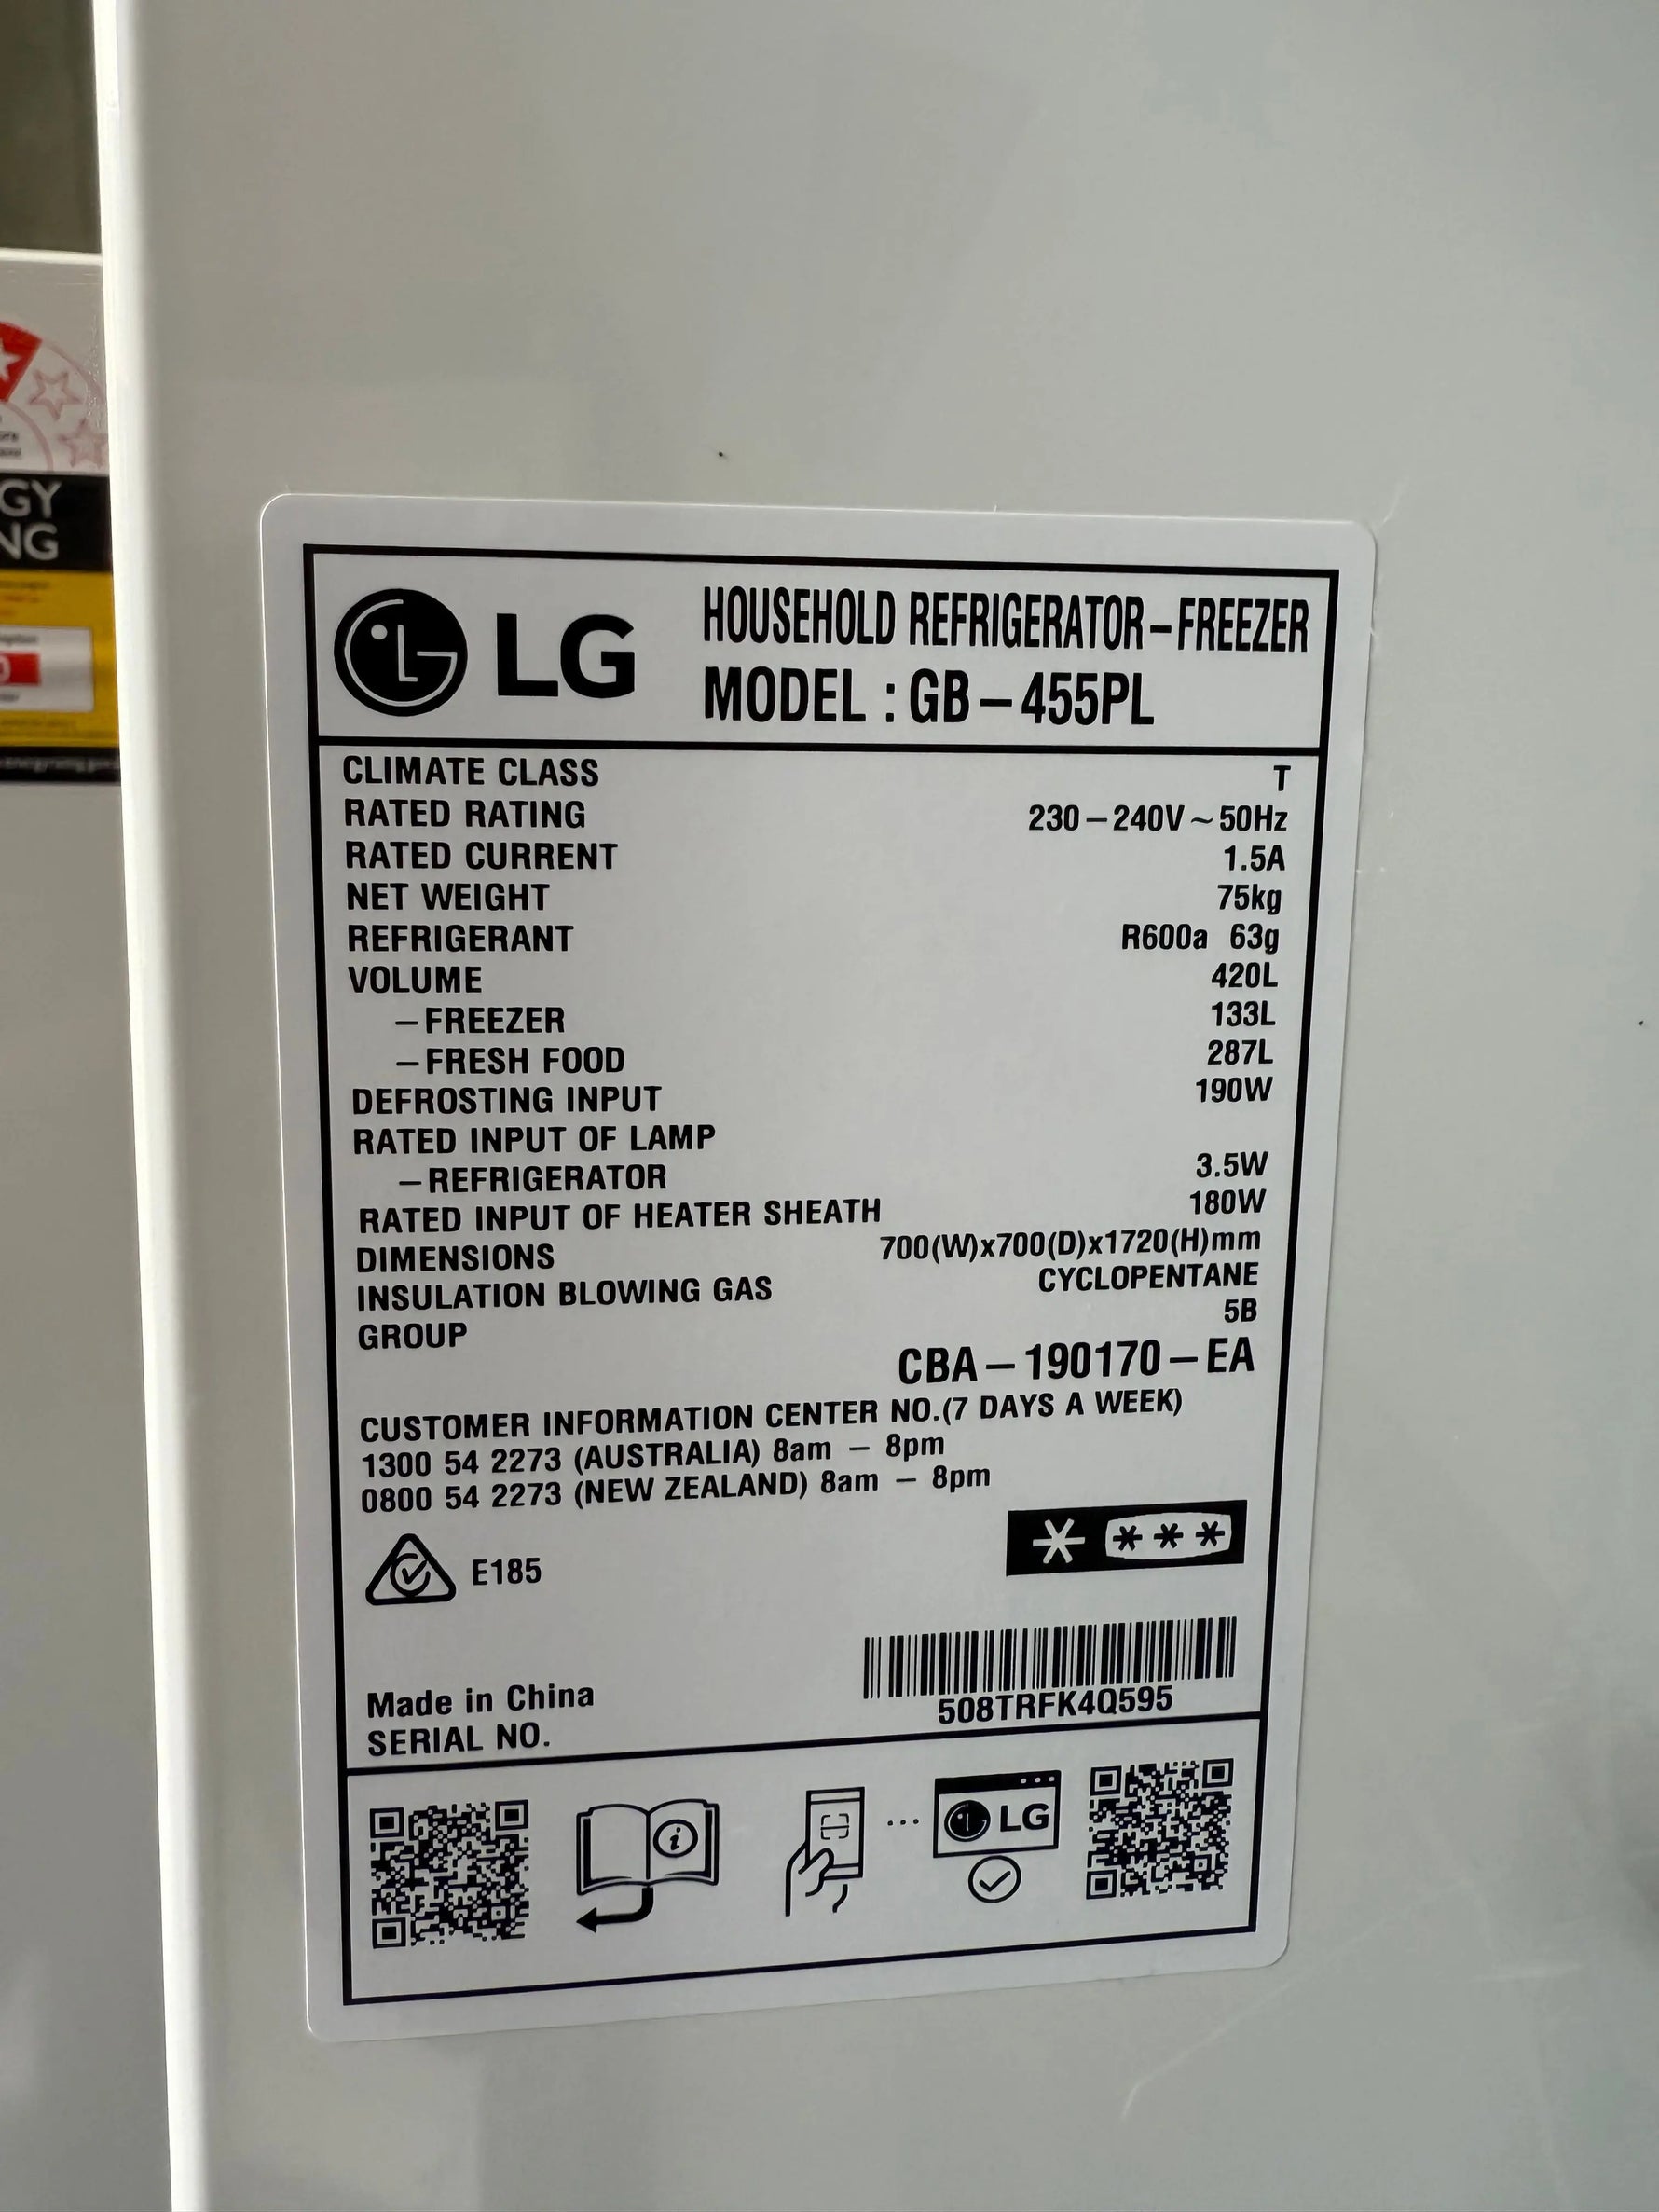 GY
NG
LG
HOUSEHOLD REFRIGERATOR–FREEZER
MODEL : GB–455PL
CLIMATE CLASS T
RATED RATING 230–240V ~ 50Hz
RATED CURRENT 1.5A
NET WEIGHT 75kg
REFRIGERANT R600a 63g
VOLUME 420L
–FREEZER 133L
–FRESH FOOD 287L
DEFROSTING INPUT 190W
RATED INPUT OF LAMP
–REFRIGERATOR 3.5W
RATED INPUT OF HEATER SHEATH 180W
DIMENSIONS 700(W)x700(D)x1720(H)mm
INSULATION BLOWING GAS CYCLOPENTANE
GROUP 5B
CBA–190170–EA
CUSTOMER INFORMATION CENTER NO.(7 DAYS A WEEK)
1300 54 2273 (AUSTRALIA) 8am – 8pm
0800 54 2273 (NEW ZEALAND) 8am – 8pm
E185
Made in China
SERIAL NO. 508TRFK4Q595
LG